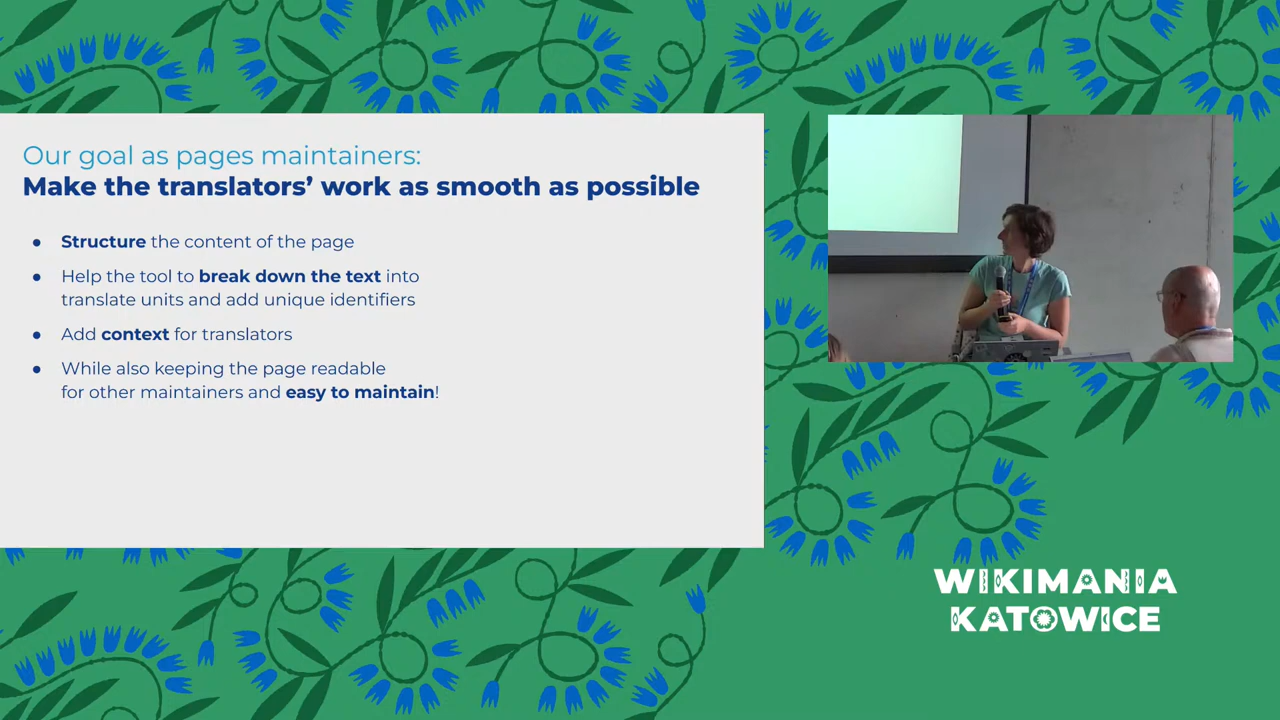 Our goal as pages maintainers:
Make the translators’ work as smooth as possible
● Structure the content of the page
● Help the tool to break down the text into
translate units and add unique identifiers
● Add context for translators
● While also keeping the page readable
for other maintainers and easy to maintain!
WIKIMANIA
KATOWICE